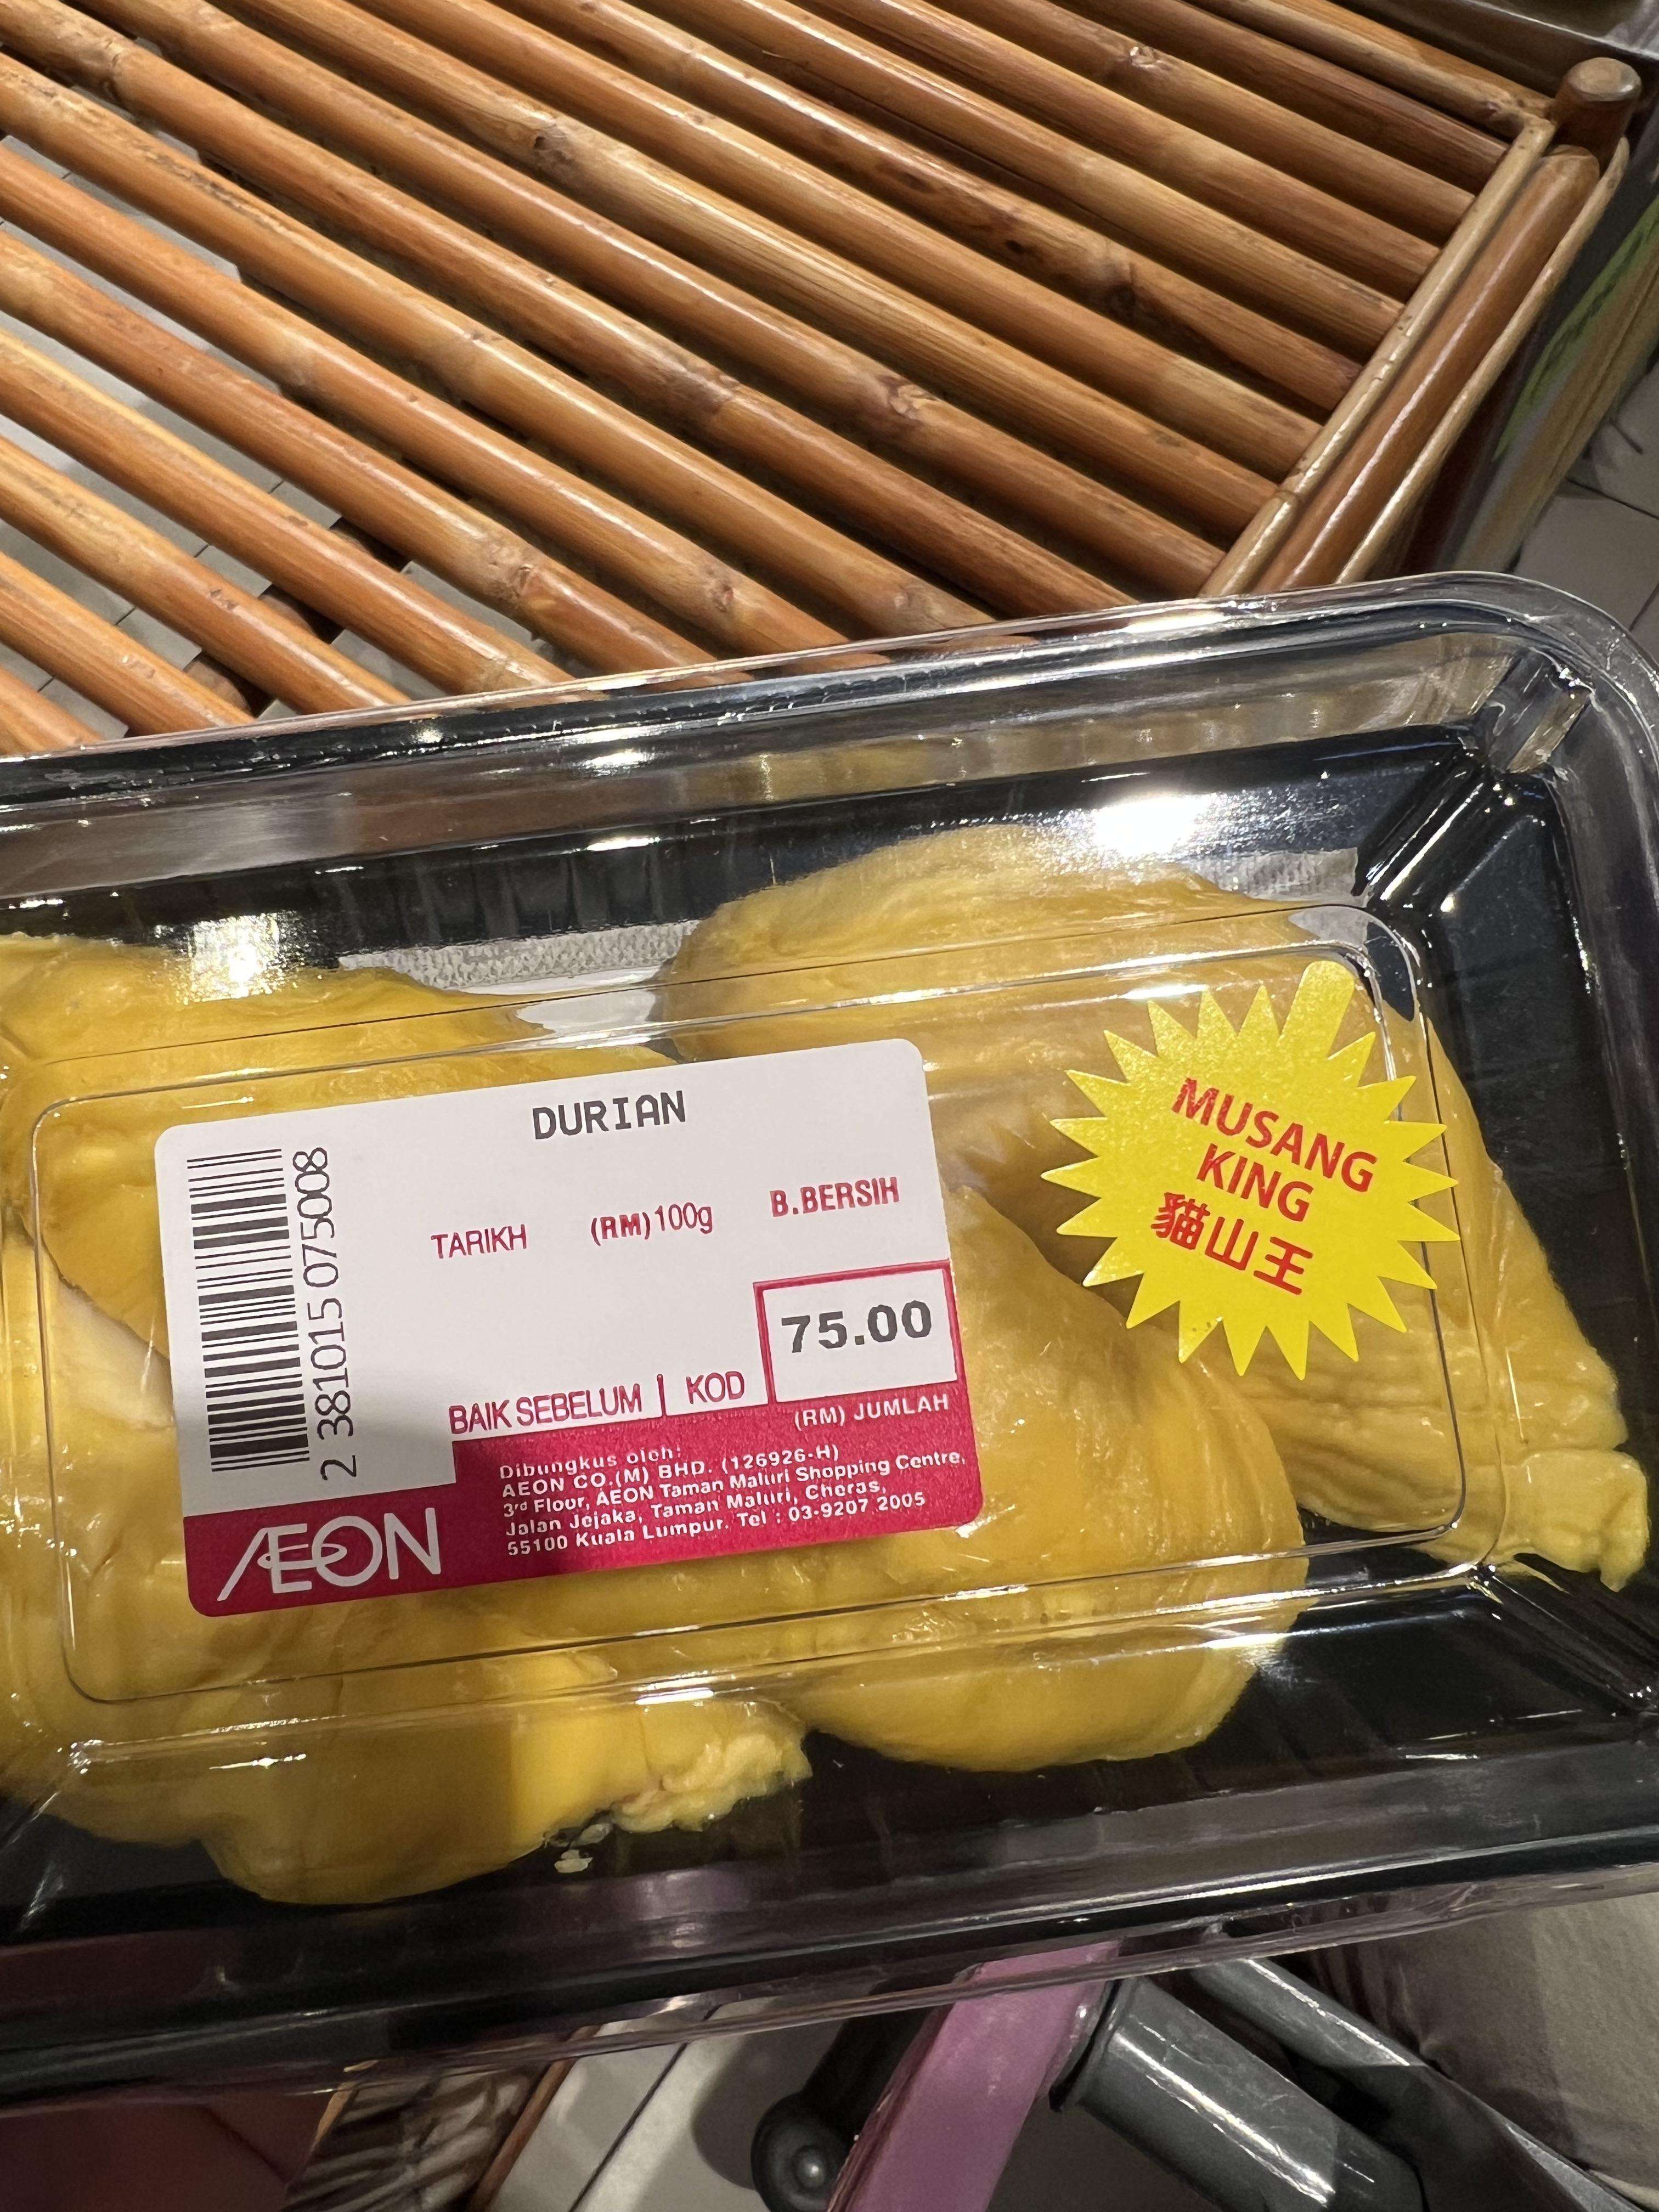 DURIAN
2 381015 075008
TARIKH (RM)100g B.BERSIH
75.00
BAIK SEBELUM KOD
(RM) JUMLAH
Dibungkus oleh:
AEON CO.(M) BHD. (126926-H)
3rd Floor, AEON Taman Maluri Shopping Centre,
Jalan Jejaka, Taman Maluri, Cheras,
55100 Kuala Lumpur. Tel : 03-9207 2005
ÆON
MUSANG
KING
貓山王